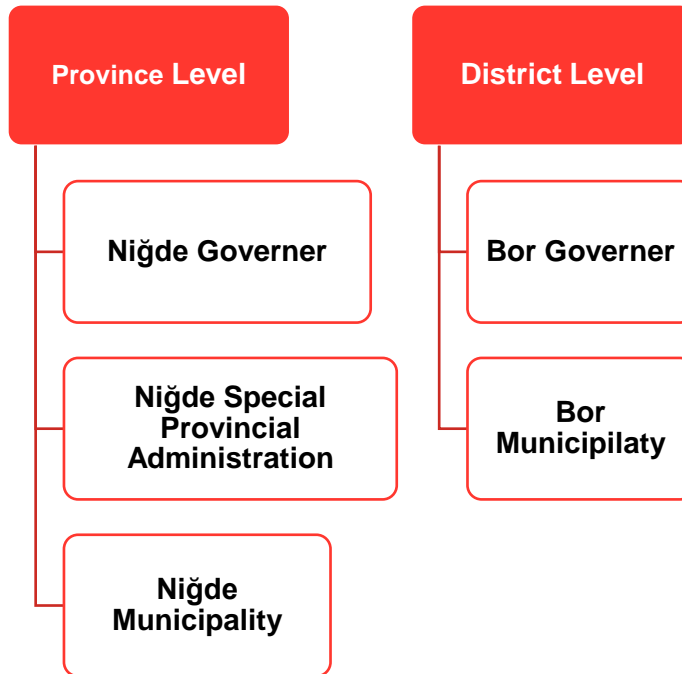 Province Level
Niğde Governer
Niğde Special
Provincial
Administration
Niğde
Municipality
District Level
Bor Governer
Bor
Municipilaty